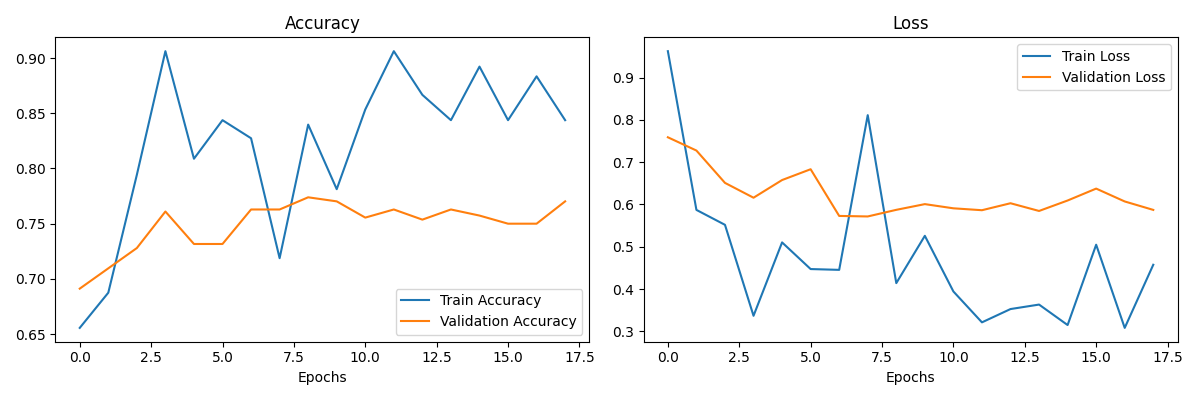 Accuracy
0.90
0.85
0.80
0.75
0.70
0.65
Train Accuracy
Validation Accuracy
0.0 2.5 5.0 7.5 10.0 12.5 15.0 17.5
Epochs
Loss
Train Loss
Validation Loss
0.9
0.8
0.7
0.6
0.5
0.4
0.3
0.0 2.5 5.0 7.5 10.0 12.5 15.0 17.5
Epochs